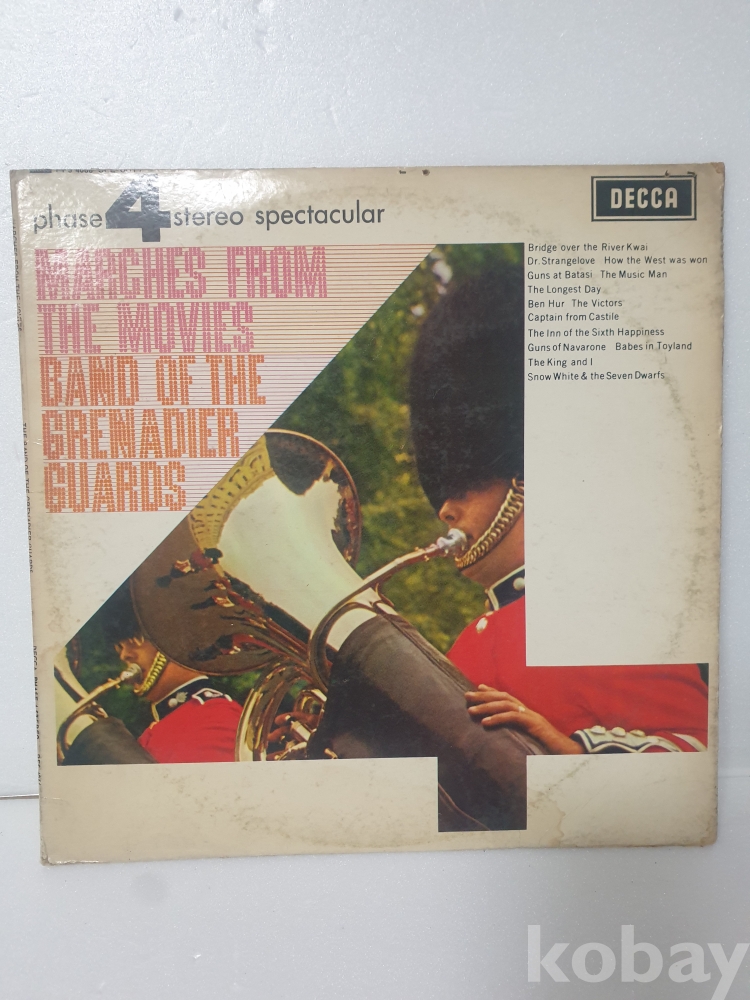 phase 4 stereo spectacular
DECCA
MARCHES FROM
THE MOVIES
BAND OF THE
GRENADIER
GUARDS
Bridge over the River Kwai
Dr. Strangelove How the West was won
Guns at Batasi The Music Man
The Longest Day
Ben Hur The Victors
Captain from Castile
The Inn of the Sixth Happiness
Guns of Navarone Babes in Toyland
The King and I
Snow White & the Seven Dwarfs
kobay